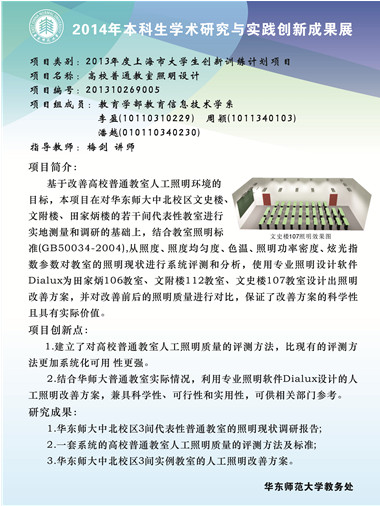 2014年本科生学术研究与实践创新成果展
项目类别：2013年度上海市大学生创新训练计划项目
项目名称：高校普通教室照明设计
项目编号：201310269005
项目组成员：教育学部教育信息技术学系
李盈(10110310229) 周颖(1011340103)
潘越(010110340230)
指导教师：梅剑 讲师
项目简介：
基于改善高校普通教室人工照明环境的
目标，本项目在对华东师大中北校区文史楼、
文附楼、田家炳楼的若干间代表性教室进行
实地测量和调研的基础上，结合教室照明标
文史楼107照明效果图
准(GB50034-2004),从照度、照度均匀度、色温、照明功率密度、炫光指
数参数对教室的照明现状进行系统评测和分析，使用专业照明设计软件
Dialux为田家炳106教室、文附楼112教室、文史楼107教室设计出照明
改善方案，并对改善前后的照明质量进行对比，保证了改善方案的科学性
且具有实际价值。
项目创新点：
1.建立了对高校普通教室人工照明质量的评测方法，比现有的评测方
法更加系统化可用 性更强。
2.结合华师大普通教室实际情况，利用专业照明软件Dialux设计的人
工照明改善方案，兼具科学性、可行性和实用性，可供相关部门参考。
研究成果：
1.华东师大中北校区3间代表性普通教室的照明现状调研报告;
2.一套系统的高校普通教室人工照明质量的评测方法及标准;
3.华东师大中北校区3间实例教室的人工照明改善方案。
华东师范大学教务处